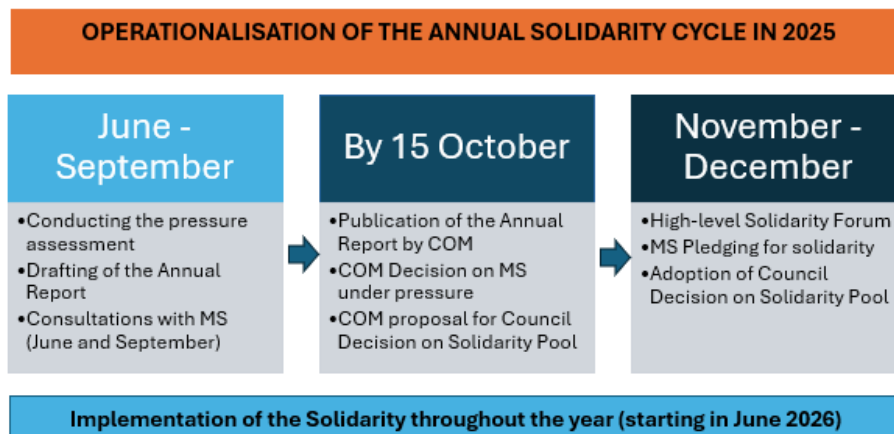 OPERATIONALISATION OF THE ANNUAL SOLIDARITY CYCLE IN 2025
June -
September
•Conducting the pressure
assessment
•Drafting of the Annual
Report
•Consultations with MS
(June and September)
By 15 October
•Publication of the Annual
Report by COM
•COM Decision on MS
under pressure
•COM proposal for Council
Decision on Solidarity Pool
November -
December
•High-level Solidarity Forum
•MS Pledging for solidarity
•Adoption of Council
Decision on Solidarity Pool
Implementation of the Solidarity throughout the year (starting in June 2026)